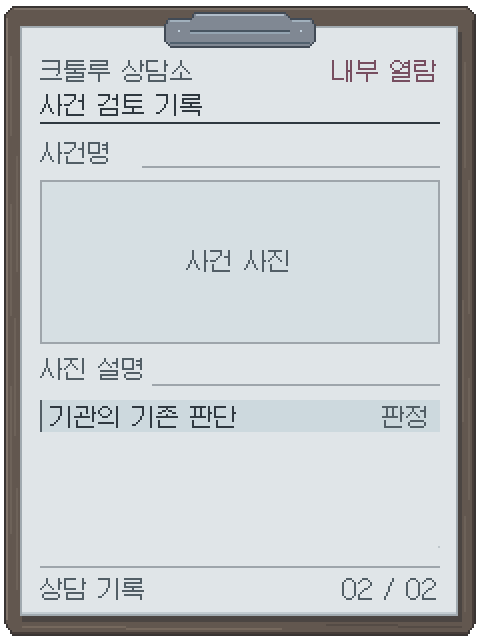 크툴루 상담소 내부 열람
사건 검토 기록
사건명
사건 사진
사진 설명
기관의 기존 판단 판정
상담 기록 02 / 02